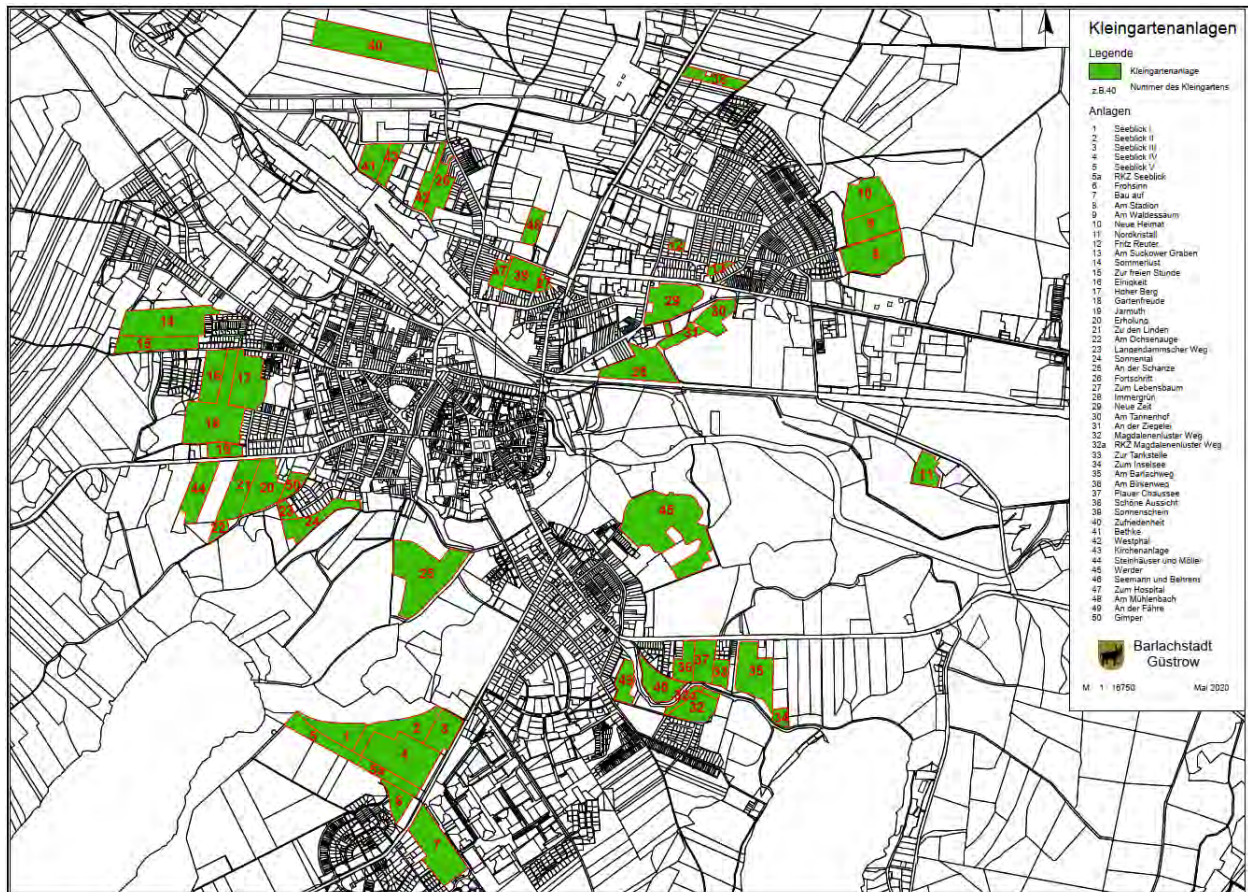 Kleingartenanlagen
Legende
Kleingartenanlage
z.B.40 Nummer des Kleingartens
Anlagen
1 Seeblick I
2 Seeblick II
3 Seeblick III
4 Seeblick IV
5 Seeblick V
5a RKZ Seeblick
6 Frohsinn
7 Bau auf
8 Am Stadion
9 Am Waldessaum
10 Neue Heimat
11 Nordkristall
12 Fritz Reuter
13 Am Suckower Graben
14 Sommerlust
15 Zur freien Stunde
16 Einigkeit
17 Hoher Berg
18 Gartenfreude
19 Jarmuth
20 Erholung
21 Zu den Linden
22 Am Ochsenauge
23 Langendammscher Weg
24 Sonnental
25 An der Schanze
26 Fortschritt
27 Zum Lebensbaum
28 Immergrün
29 Neue Zeit
30 Am Tannenhof
31 An der Ziegelei
32 Magdalenenluster Weg
32a RKZ Magdalenenluster Weg
33 Zur Tankstelle
34 Zum Inselsee
35 Am Barlachweg
36 Am Binsenweg
37 Plauer Chaussee
38 Schöne Aussicht
39 Sonnenschein
40 Zufriedenheit
41 Bethke
42 Westphal
43 Kirchenanlage
44 Steinhäuser und Möller
45 Werder
46 Seemann und Behrens
47 Zum Hospital
48 Am Mühlenbach
49 An der Fähre
50 Gimper
Barlachstadt
Güstrow
M 1 : 16750 Mai 2020
41
42
10
9
8
29
30
31
14
15
16
17
18
19
44
21
20
50
22
23
24
25
11
45
47
39
37
36
38
35
49
32
34
1
2
3
4
5
6
7